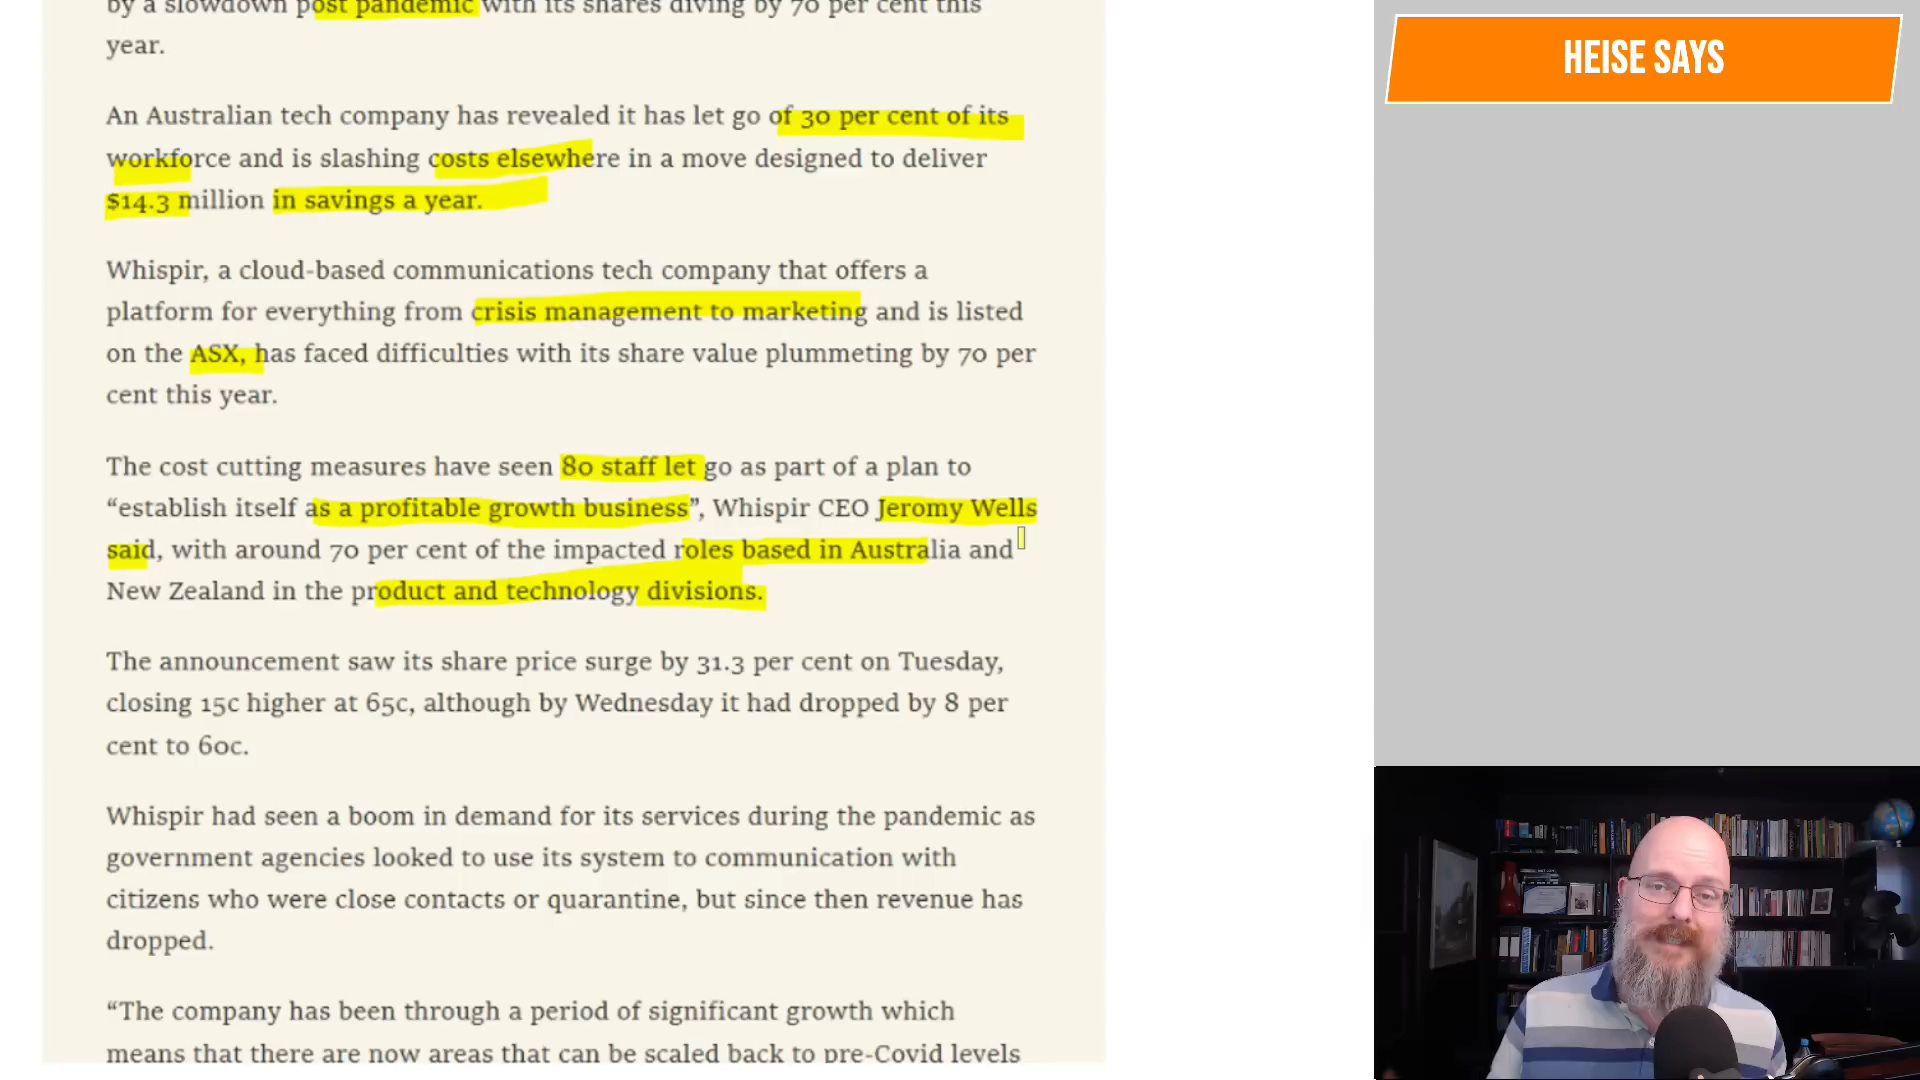 by a slowdown post pandemic with its shares diving by 70 per cent this
year.
An Australian tech company has revealed it has let go of 30 per cent of its
workforce and is slashing costs elsewhere in a move designed to deliver
$14.3 million in savings a year.
Whispir, a cloud-based communications tech company that offers a
platform for everything from crisis management to marketing and is listed
on the ASX, has faced difficulties with its share value plummeting by 70 per
cent this year.
The cost cutting measures have seen 80 staff let go as part of a plan to
“establish itself as a profitable growth business”, Whispir CEO Jeromy Wells
said, with around 70 per cent of the impacted roles based in Australia and
New Zealand in the product and technology divisions.
The announcement saw its share price surge by 31.3 per cent on Tuesday,
closing 15c higher at 65c, although by Wednesday it had dropped by 8 per
cent to 60c.
Whispir had seen a boom in demand for its services during the pandemic as
government agencies looked to use its system to communication with
citizens who were close contacts or quarantine, but since then revenue has
dropped.
“The company has been through a period of significant growth which
means that there are now areas that can be scaled back to pre-Covid levels
HEISE SAYS